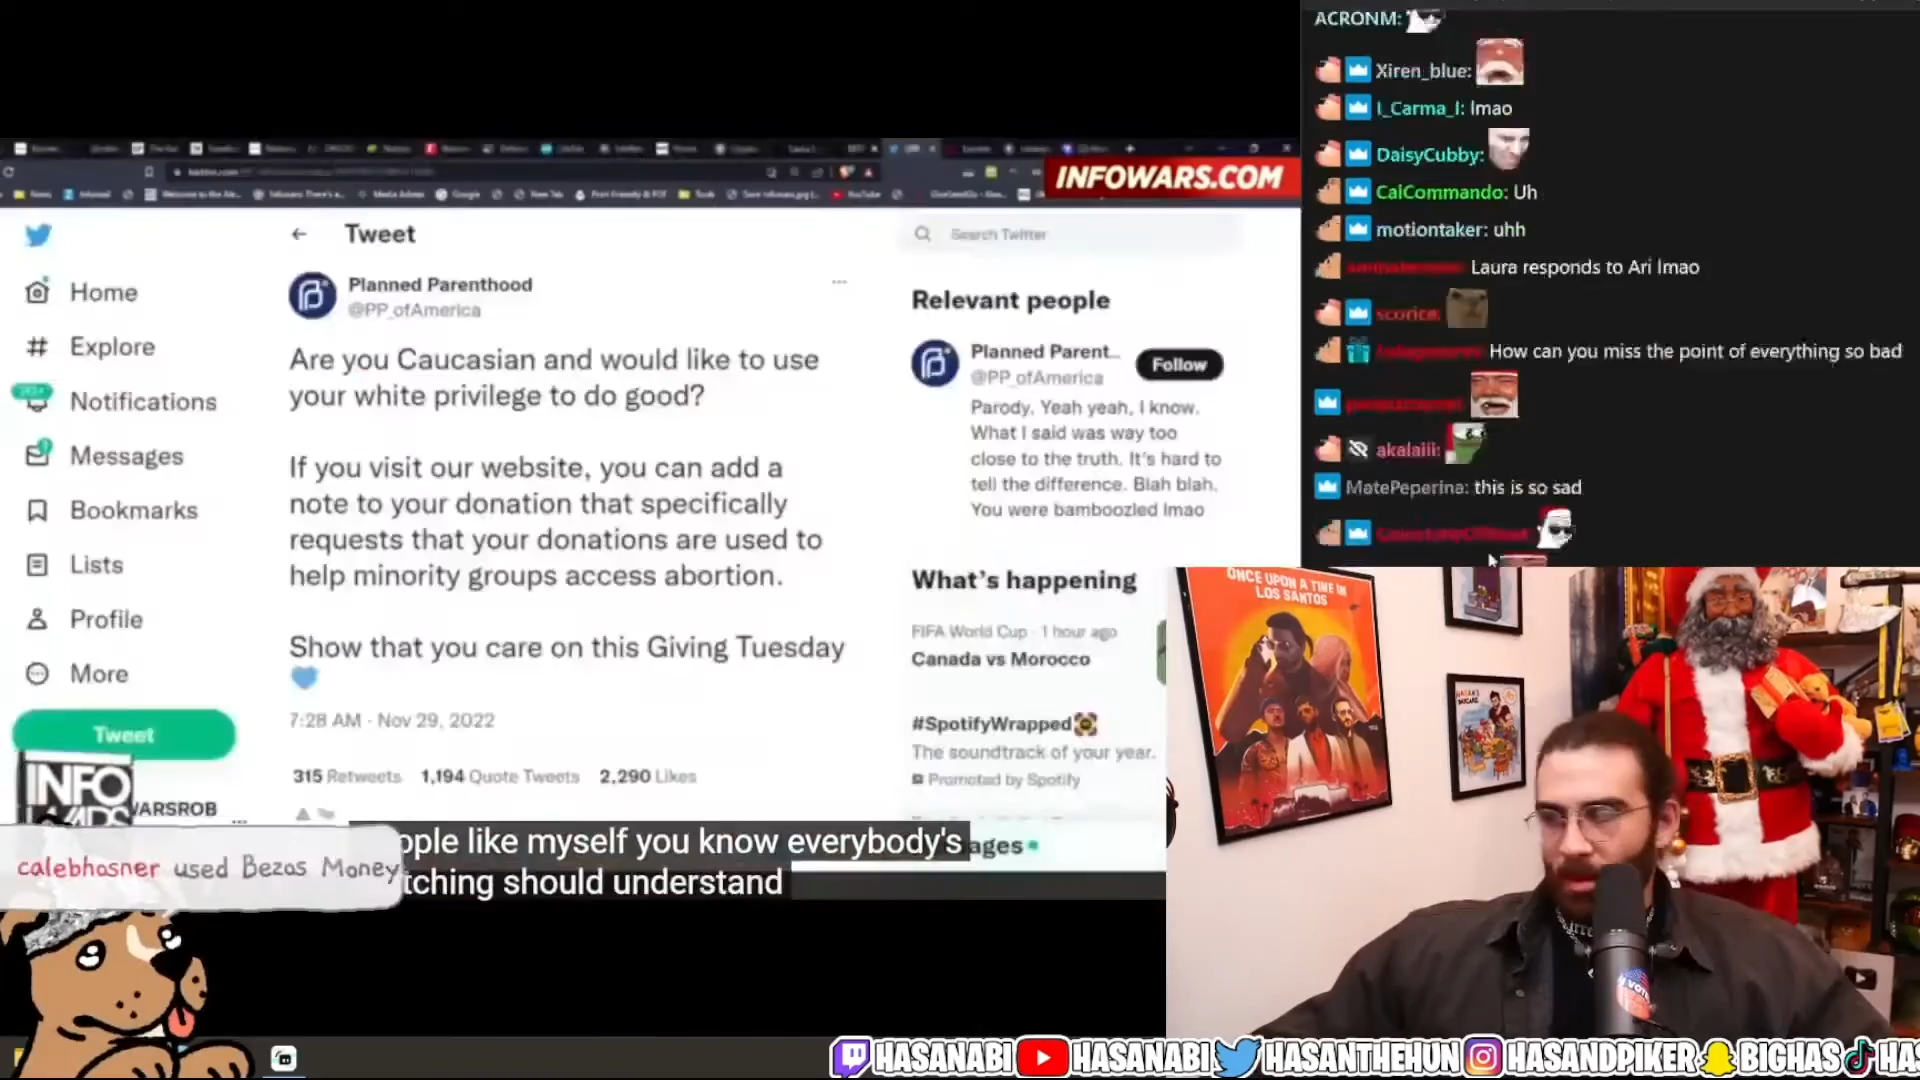 INFOWARS.COM
Tweet
Search Twitter
Home
Explore
Notifications
Messages
Bookmarks
Lists
Profile
More
Tweet
Planned Parenthood
@PP_ofAmerica
Are you Caucasian and would like to use
your white privilege to do good?
If you visit our website, you can add a
note to your donation that specifically
requests that your donations are used to
help minority groups access abortion.
Show that you care on this Giving Tuesday
7:28 AM · Nov 29, 2022
315 Retweets 1,194 Quote Tweets 2,290 Likes
Relevant people
Planned Parent...
@PP_ofAmerica
Follow
Parody. Yeah yeah, I know.
What I said was way too
close to the truth. It's hard to
tell the difference. Blah blah.
You were bamboozled lmao
What's happening
FIFA World Cup · 1 hour ago
Canada vs Morocco
#SpotifyWrapped
The soundtrack of your year.
Promoted by Spotify
ages
INFO
WARS
WARSROB
ople like myself you know everybody's
tching should understand
calebhosner used Bezos Money
ACRONM:
Xiren_blue:
I_Carma_I: lmao
DaisyCubby:
CalCommando: Uh
motiontaker: uhh
Laura responds to Ari lmao
scorice:
How can you miss the point of everything so bad
akalaiii:
MatePeperina: this is so sad
ONCE UPON A TIME IN
LOS SANTOS
HASANABI HASANABI HASANTHEHUN HASANDPIKER BIGHAS HAS